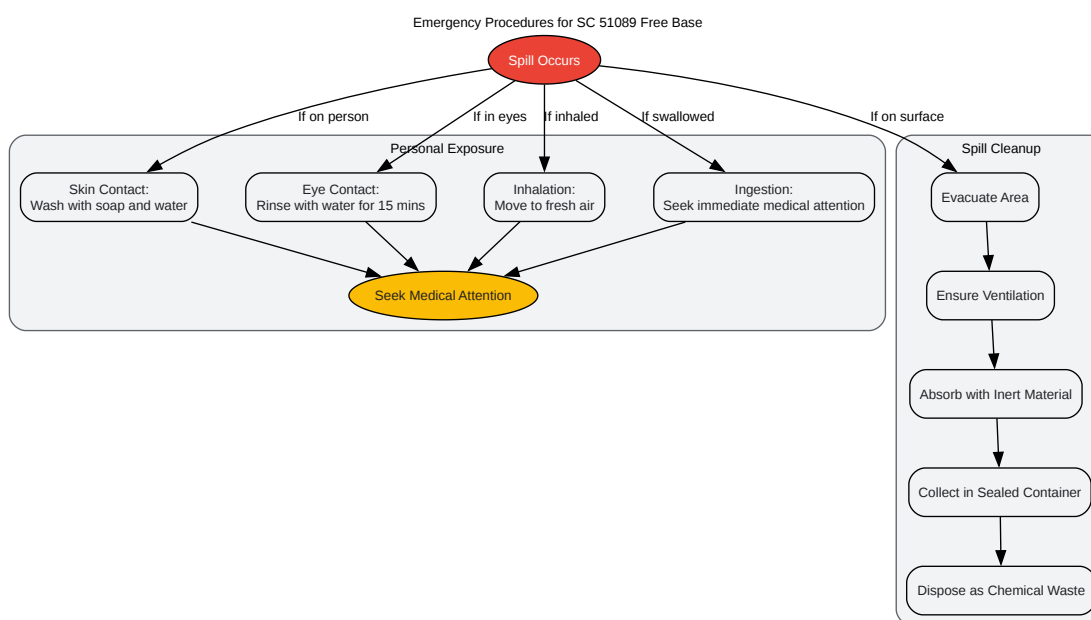 Emergency Procedures for SC 51089 Free Base
Spill Occurs
If on person
If in eyes
If inhaled
If swallowed
If on surface
Personal Exposure
Spill Cleanup
Skin Contact:
Wash with soap and water
Eye Contact:
Rinse with water for 15 mins
Inhalation:
Move to fresh air
Ingestion:
Seek immediate medical attention
Evacuate Area
Seek Medical Attention
Ensure Ventilation
Absorb with Inert Material
Collect in Sealed Container
Dispose as Chemical Waste